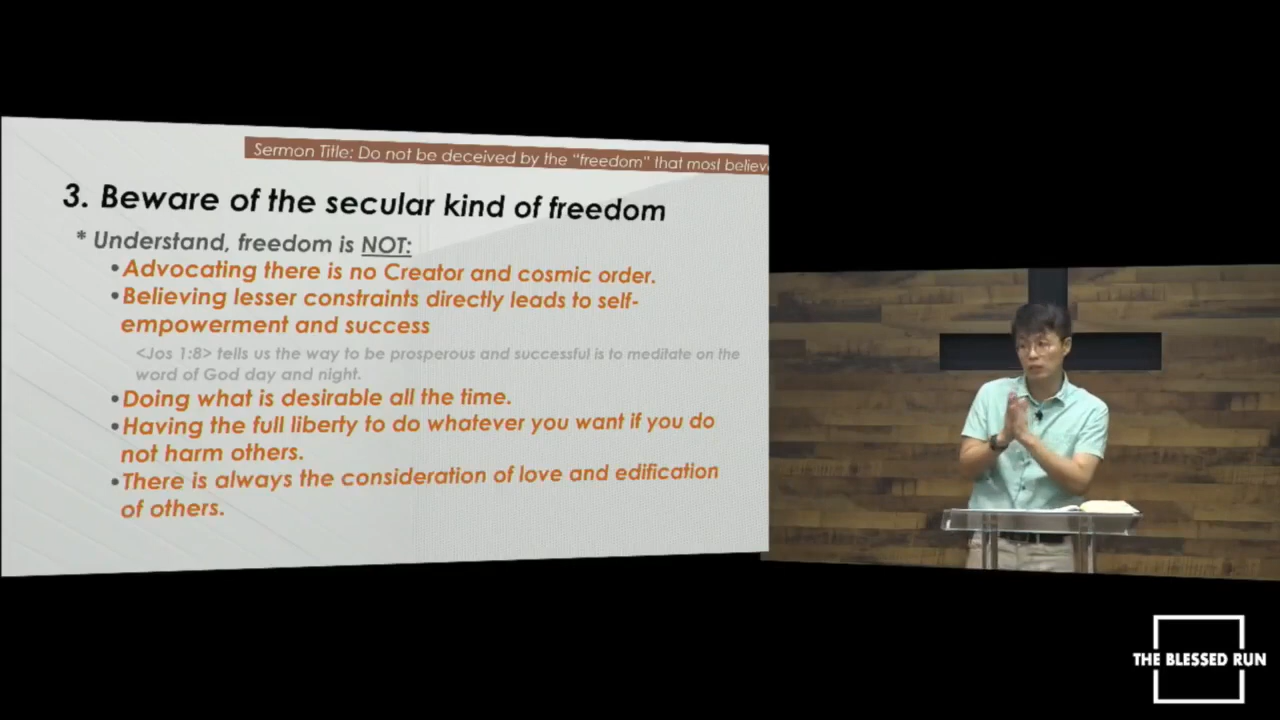 Sermon Title: Do not be deceived by the "freedom" that most
3. Beware of the secular kind of freedom
* Understand, freedom is NOT:
•Advocating there is no Creator and cosmic order.
•Believing lesser constraints directly leads to self-
empowerment and success
<Jos 1:8> tells us the way to be prosperous and successful is to meditate on the
word of God day and night.
•Doing what is desirable all the time.
•Having the full liberty to do whatever you want if you do
not harm others.
•There is always the consideration of love and edification
of others.
THE BLESSED RUN